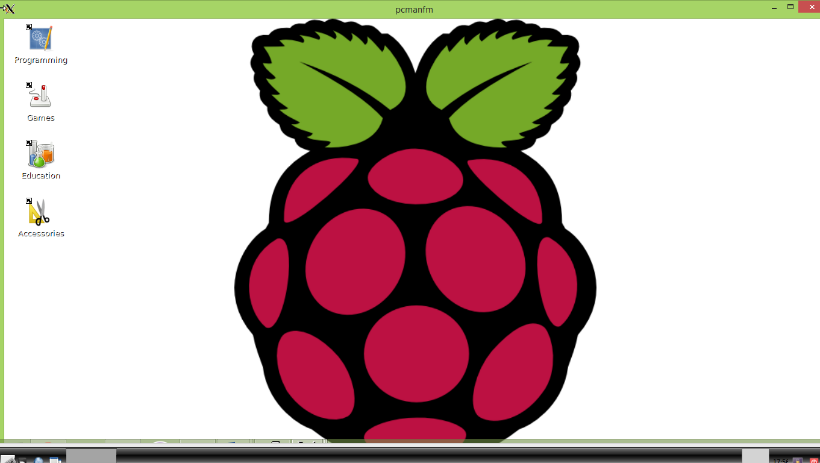 pcmanfm
Programming
Games
Education
Accessories